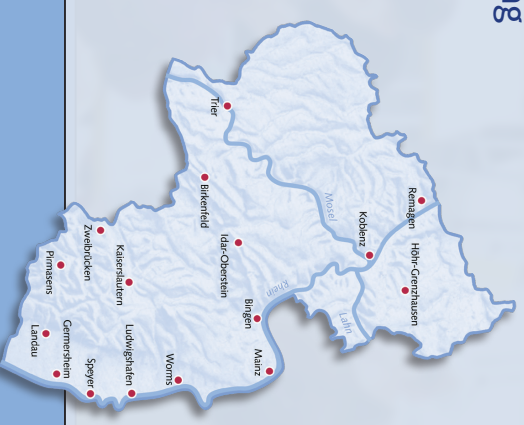 ng
Remagen
Höhr-Grenzhausen
Koblenz
Mosel
Lahn
Rhein
Trier
Birkenfeld
Idar-Oberstein
Bingen
Mainz
Zweibrücken
Kaiserslautern
Worms
Pirmasens
Ludwigshafen
Landau
Germersheim
Speyer